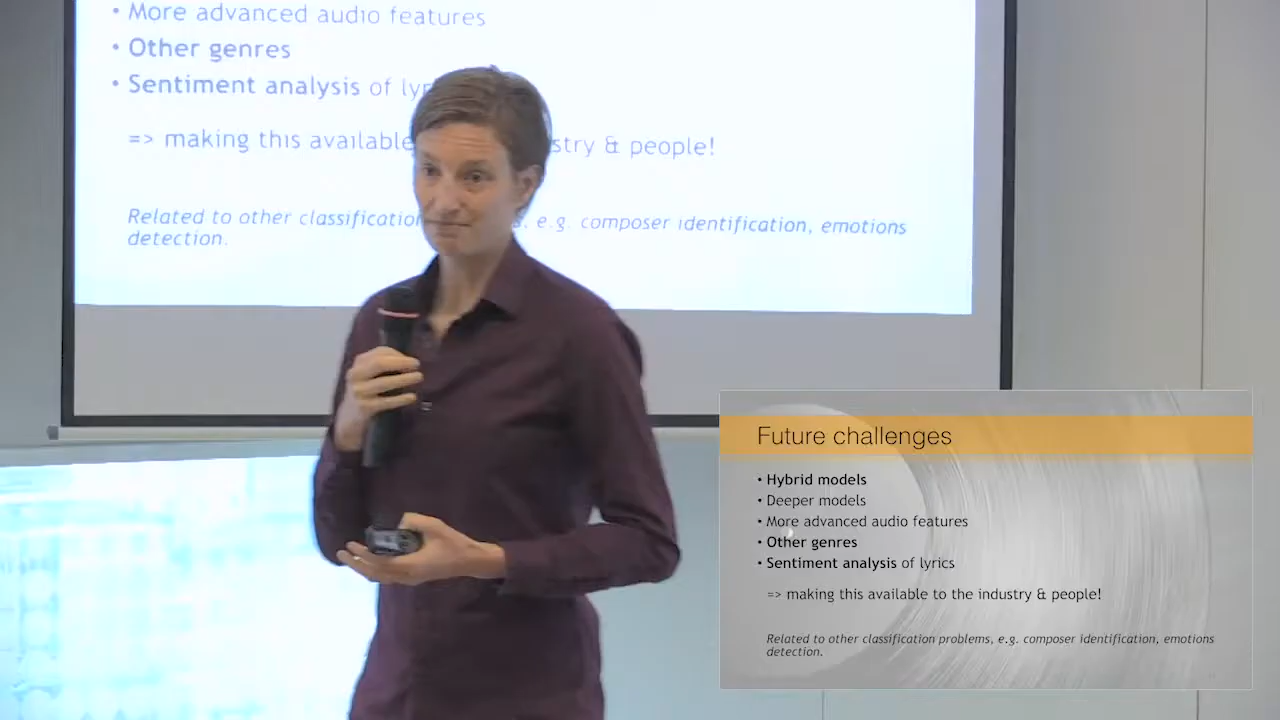 • More advanced audio features
• Other genres
• Sentiment analysis of lyr
=> making this available stry & people!
Related to other classification s, e.g. composer identification, emotions
detection.
Future challenges
• Hybrid models
• Deeper models
• More advanced audio features
• Other genres
• Sentiment analysis of lyrics
=> making this available to the industry & people!
Related to other classification problems, e.g. composer identification, emotions
detection.